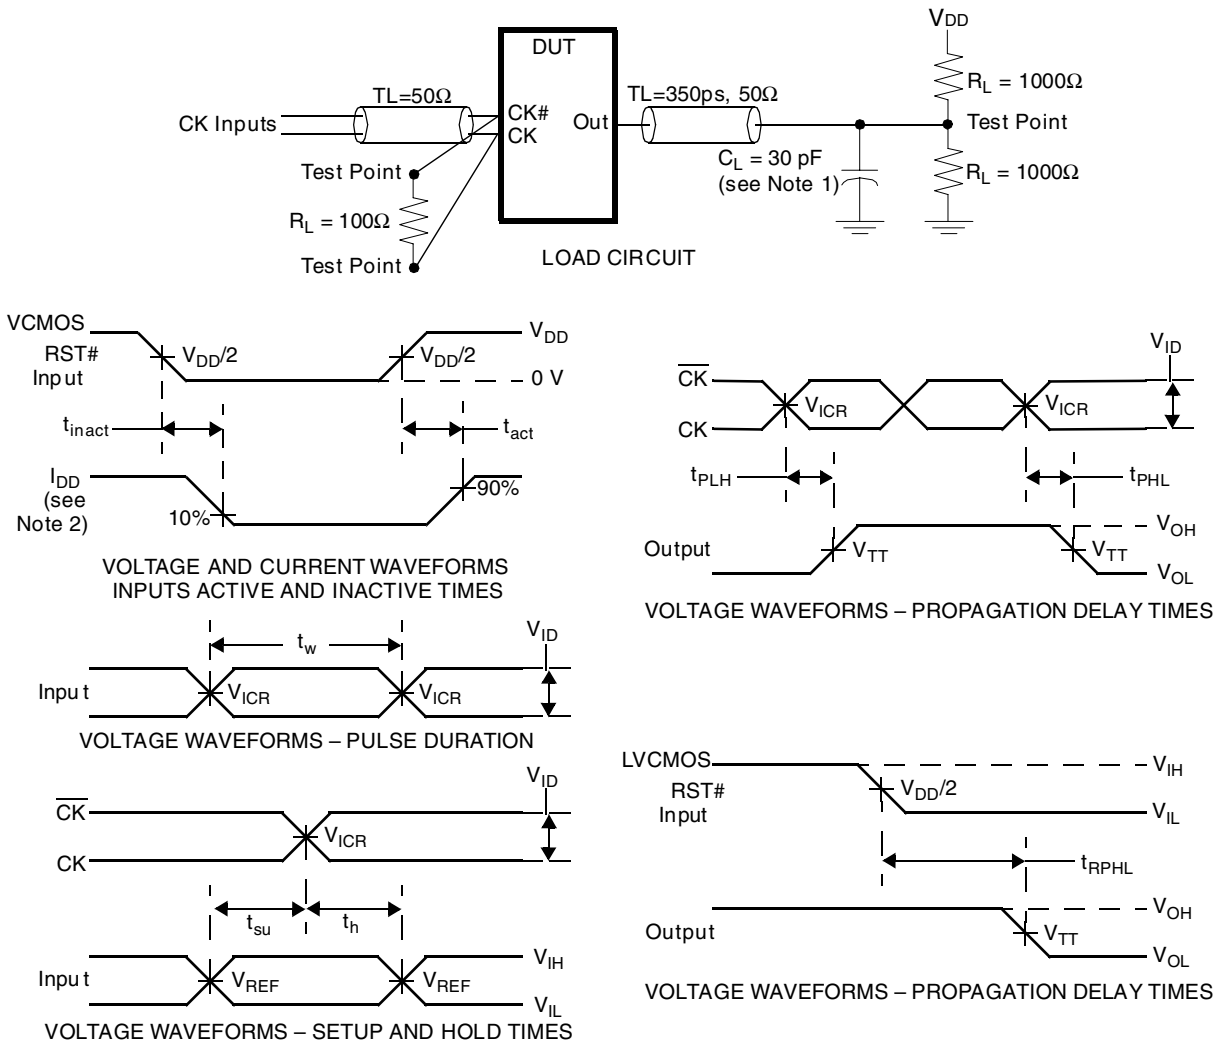 VDD
DUT
RL = 1000Ω
TL=50Ω
TL=350ps, 50Ω
CK Inputs
CK#
CK
Out
Test Point
CL = 30 pF
(see Note 1)
RL = 1000Ω
Test Point
RL = 100Ω
Test Point
LOAD CIRCUIT
VCMOS
RST#
Input
VDD/2
VDD/2
VDD
0 V
tinact
tact
IDD
(see
Note 2)
10%
90%
VOLTAGE AND CURRENT WAVEFORMS
INPUTS ACTIVE AND INACTIVE TIMES
VID
CK
CK
VICR
VICR
tPLH
tPHL
Output
VTT
VTT
VOH
VOL
VOLTAGE WAVEFORMS – PROPAGATION DELAY TIMES
tw
VID
Input
VICR
VICR
VOLTAGE WAVEFORMS – PULSE DURATION
VID
CK
CK
VICR
tsu
th
Input
VREF
VREF
VIH
VIL
VOLTAGE WAVEFORMS – SETUP AND HOLD TIMES
LVCMOS
RST#
Input
VDD/2
VIH
VIL
tRPHL
Output
VTT
VOH
VOL
VOLTAGE WAVEFORMS – PROPAGATION DELAY TIMES